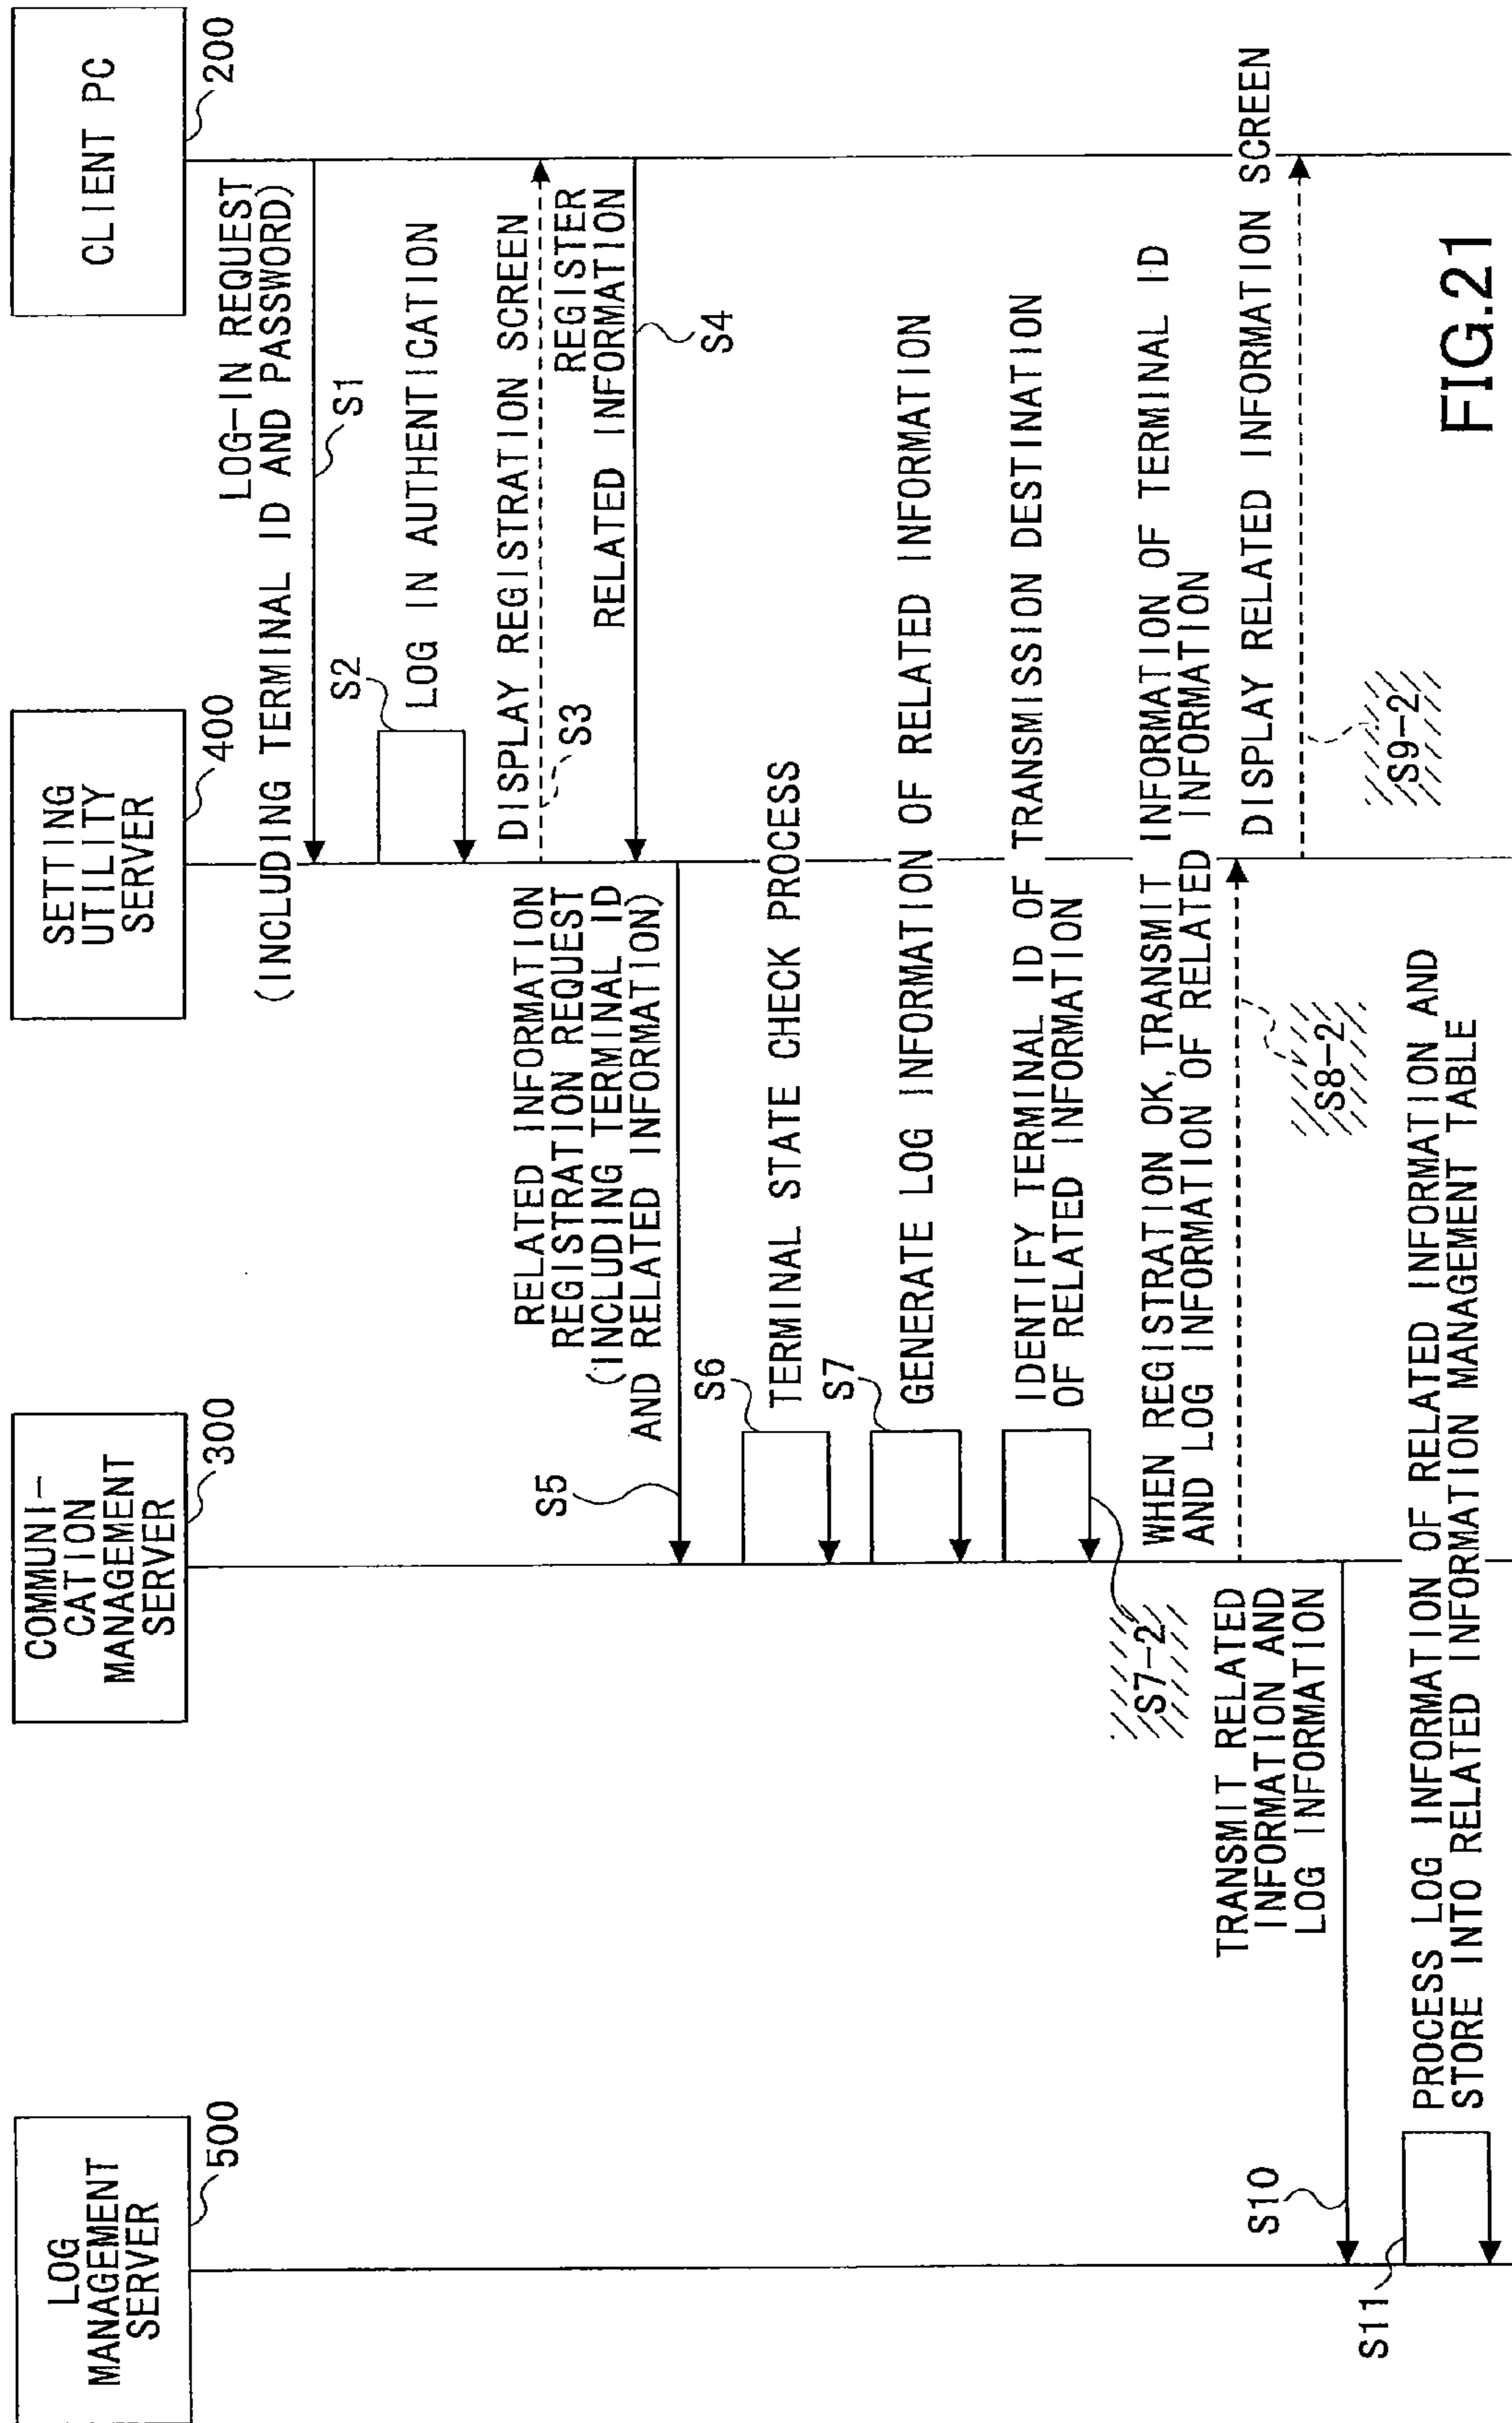 LOG
MANAGEMENT
SERVER
500
COMMUNI-
CATION
MANAGEMENT
SERVER
300
SETTING
UTILITY
SERVER
400
CLIENT PC
200
LOG-IN REQUEST
(INCLUDING TERMINAL ID AND PASSWORD)
S1
S2
LOG IN AUTHENTICATION
DISPLAY REGISTRATION SCREEN
S3
REGISTER
RELATED INFORMATION
S4
RELATED INFORMATION
REGISTRATION REQUEST
(INCLUDING TERMINAL ID
AND RELATED INFORMATION)
S5
S6
TERMINAL STATE CHECK PROCESS
S7
GENERATE LOG INFORMATION OF RELATED INFORMATION
IDENTIFY TERMINAL ID OF TRANSMISSION DESTINATION
OF RELATED INFORMATION
S7-2
WHEN REGISTRATION OK, TRANSMIT INFORMATION OF TERMINAL ID
AND LOG INFORMATION OF RELATED INFORMATION
S8-2
DISPLAY RELATED INFORMATION SCREEN
S9-2
TRANSMIT RELATED
INFORMATION AND
LOG INFORMATION
S10
S11
PROCESS LOG INFORMATION OF RELATED INFORMATION AND
STORE INTO RELATED INFORMATION MANAGEMENT TABLE
FIG.21